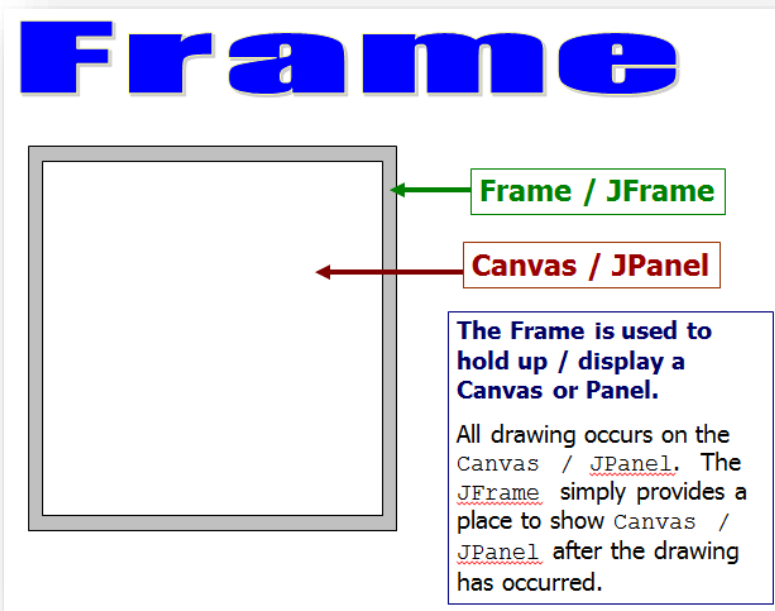 Frame
Frame / JFrame
Canvas / JPanel
The Frame is used to
hold up / display a
Canvas or Panel.
All drawing occurs on the
Canvas / JPanel. The
JFrame simply provides a
place to show Canvas /
JPanel after the drawing
has occurred.